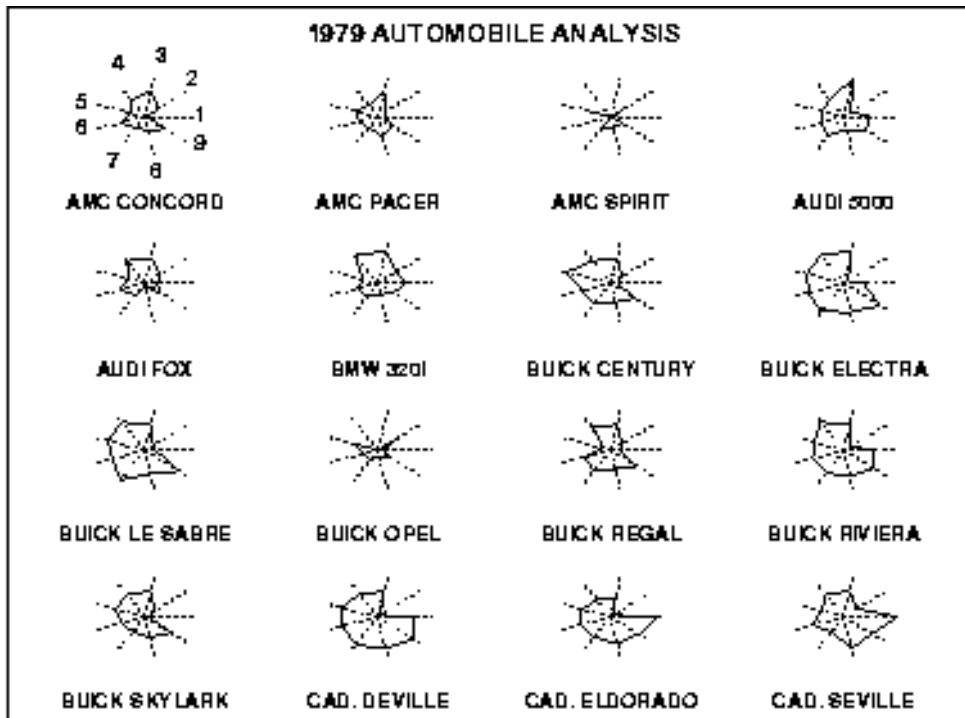 1979 AUTOMOBILE ANALYSIS
3
4
2
5
1
6
9
7
8
AMC CONCORD
AMC PACER
AMC SPIRIT
AUDI 5000
AUDI FOX
BMW 320I
BUICK CENTURY
BUICK ELECTRA
BUICK LE SABRE
BUICK OPEL
BUICK REGAL
BUICK RIVIERA
BUICK SKYLARK
CAD. DEVILLE
CAD. ELDORADO
CAD. SEVILLE